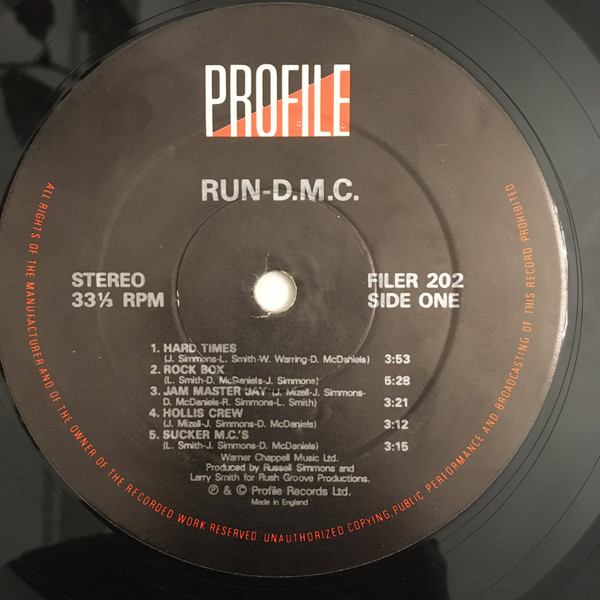 PROFILE
RUN-D.M.C.
STEREO
33⅓ RPM
FILER 202
SIDE ONE
1. HARD TIMES
(J. Simmons-L. Smith-W. Warring-D. McDaniels) 3:53
2. ROCK BOX
(L. Smith-D. McDaniels-J. Simmons) 5:28
3. JAM MASTER JAY (J. Mizell-J. Simmons-
D. McDaniels-R. Simmons-L. Smith) 3:21
4. HOLLIS CREW
(J. Mizell-J. Simmons-D. McDaniels) 3:12
5. SUCKER M.C.'S
(L. Smith-J. Simmons-D. McDaniels) 3:15
Warner Chappell Music Ltd.
Produced by Russell Simmons and
Larry Smith for Rush Groove Productions.
℗ & © Profile Records Ltd.
Made in England
ALL RIGHTS OF THE MANUFACTURER AND OF THE OWNER OF THE RECORDED WORK RESERVED. UNAUTHORIZED COPYING, PUBLIC PERFORMANCE AND BROADCASTING OF THIS RECORD PROHIBITED